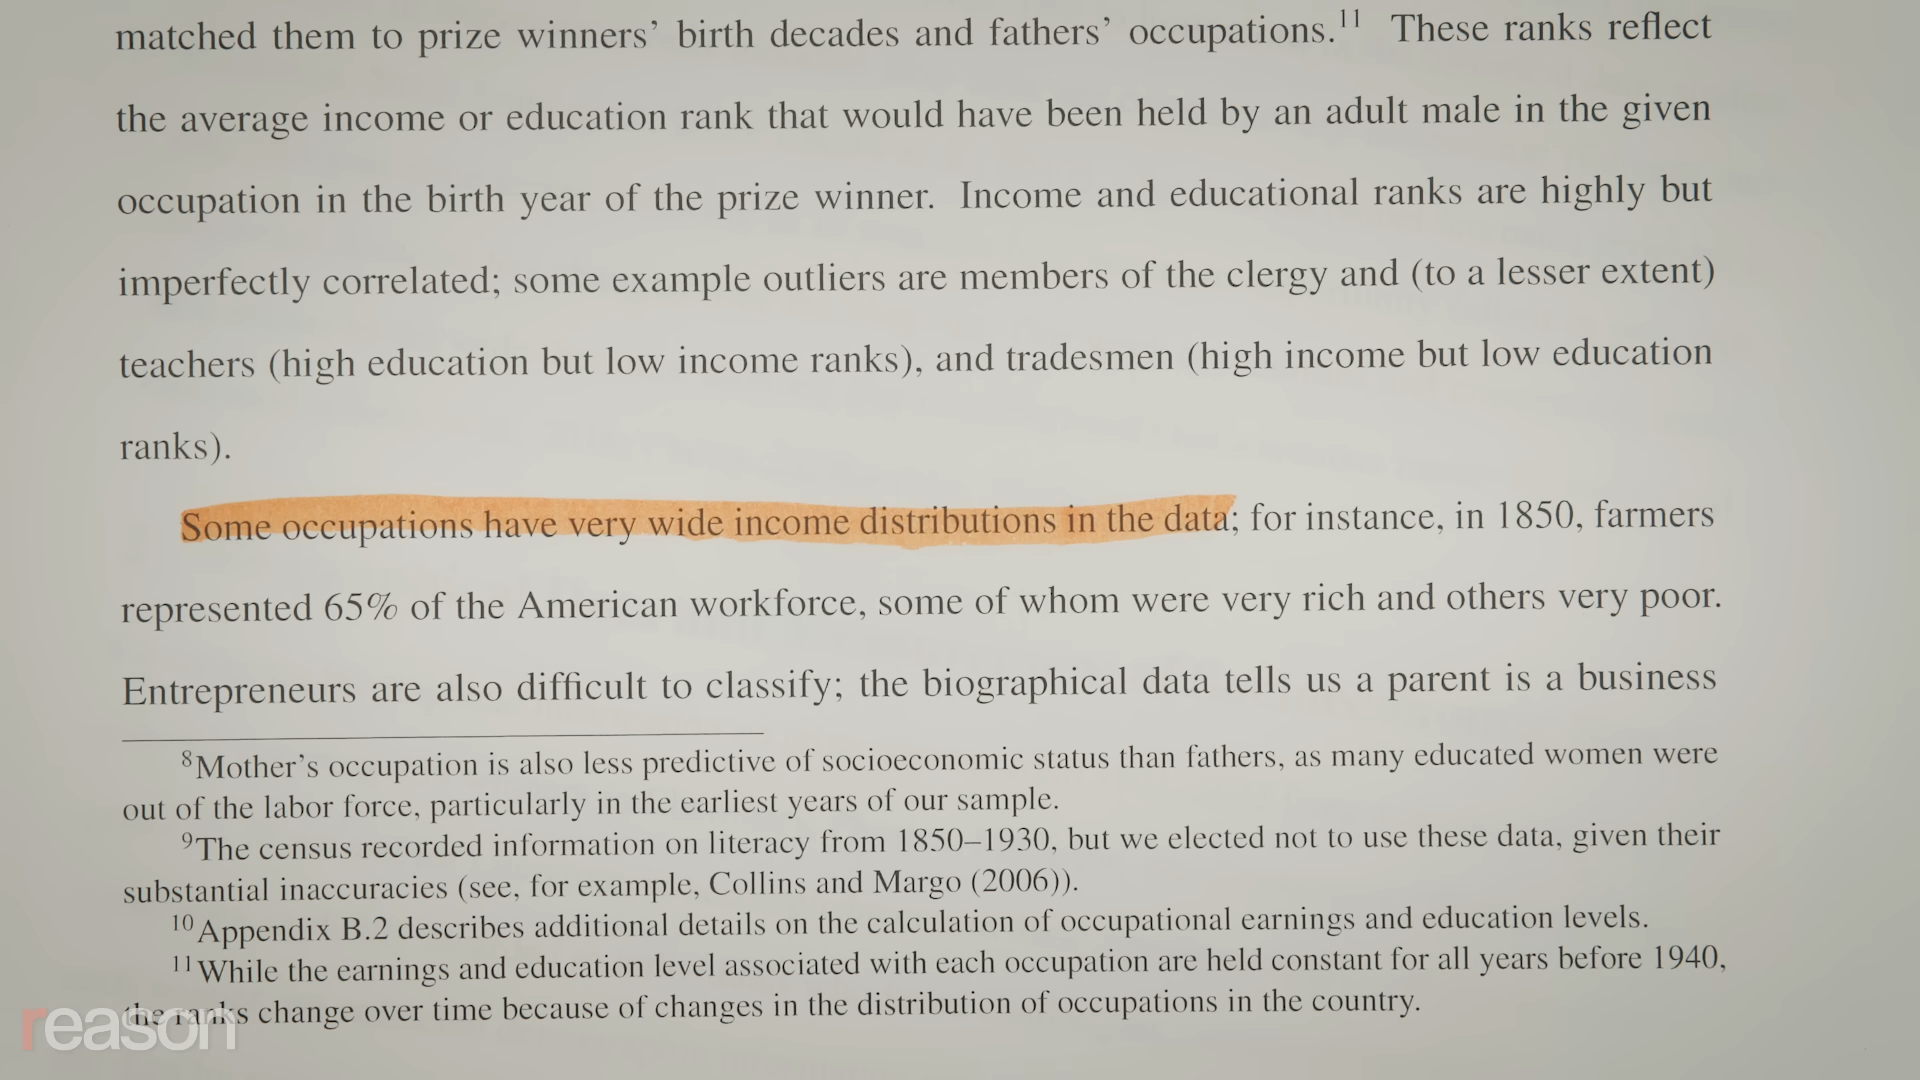 matched them to prize winners’ birth decades and fathers’ occupations.11 These ranks reflect
the average income or education rank that would have been held by an adult male in the given
occupation in the birth year of the prize winner. Income and educational ranks are highly but
imperfectly correlated; some example outliers are members of the clergy and (to a lesser extent)
teachers (high education but low income ranks), and tradesmen (high income but low education
ranks).
Some occupations have very wide income distributions in the data; for instance, in 1850, farmers
represented 65% of the American workforce, some of whom were very rich and others very poor.
Entrepreneurs are also difficult to classify; the biographical data tells us a parent is a business
8Mother’s occupation is also less predictive of socioeconomic status than fathers, as many educated women were
out of the labor force, particularly in the earliest years of our sample.
9The census recorded information on literacy from 1850–1930, but we elected not to use these data, given their
substantial inaccuracies (see, for example, Collins and Margo (2006)).
10Appendix B.2 describes additional details on the calculation of occupational earnings and education levels.
11While the earnings and education level associated with each occupation are held constant for all years before 1940,
the ranks change over time because of changes in the distribution of occupations in the country.
reason